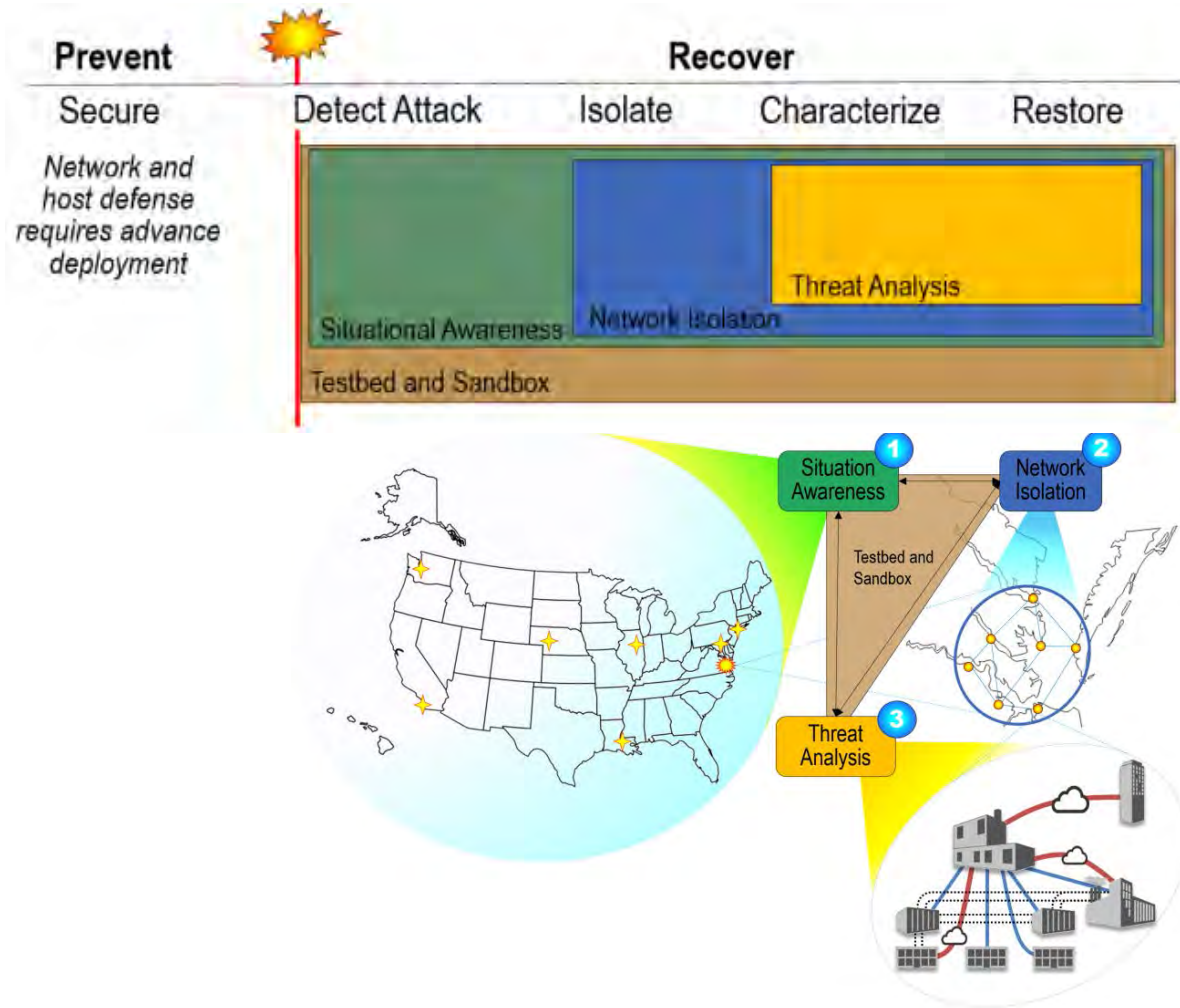 Prevent
Recover
Secure
Detect Attack
Isolate
Characterize
Restore
Network and
host defense
requires advance
deployment
Threat Analysis
Network Isolation
Situational Awareness
Testbed and Sandbox
1
Situation
Awareness
2
Network
Isolation
Testbed and
Sandbox
3
Threat
Analysis